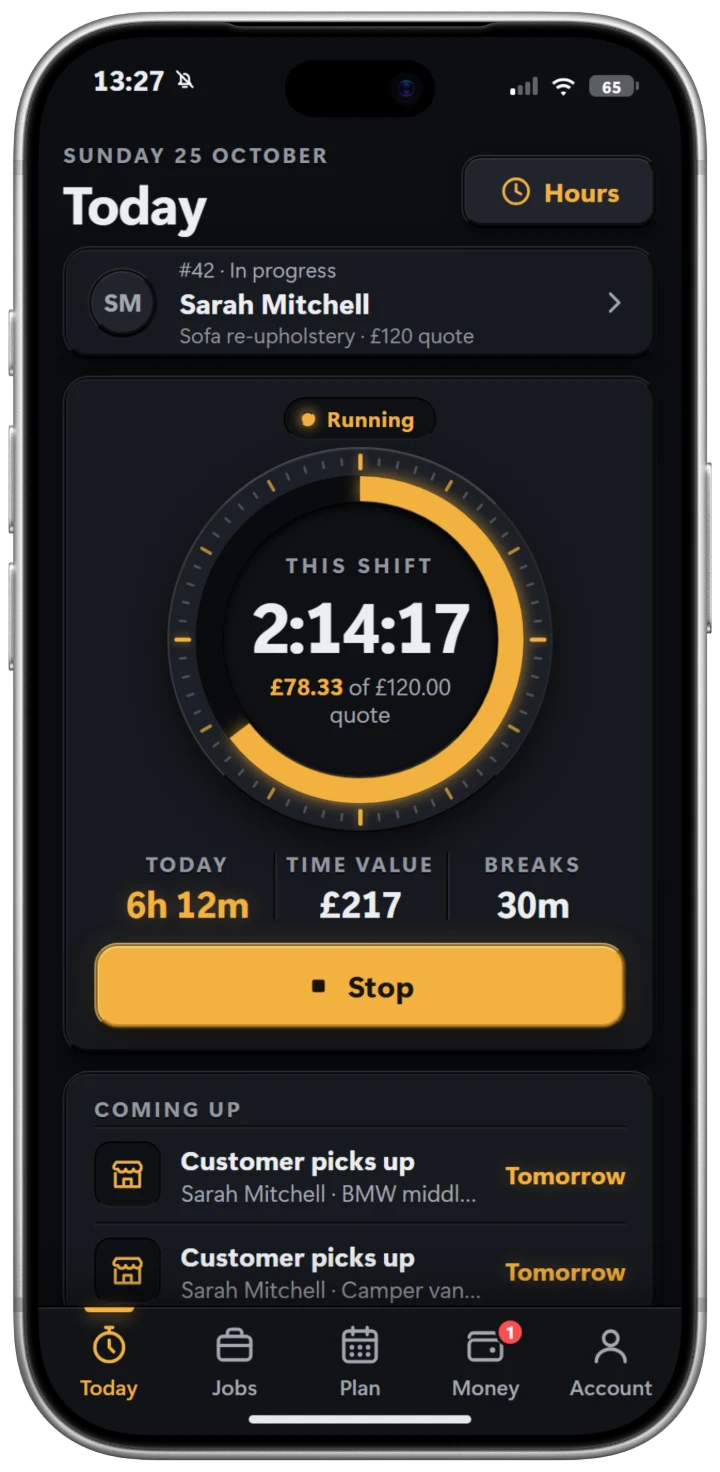 13:27
65
SUNDAY 25 OCTOBER
Today
Hours
SM
#42 · In progress
Sarah Mitchell
Sofa re-upholstery · £120 quote
Running
THIS SHIFT
2:14:17
£78.33 of £120.00
quote
TODAY
6h 12m
TIME VALUE
£217
BREAKS
30m
Stop
COMING UP
Customer picks up
Sarah Mitchell · BMW middl...
Tomorrow
Customer picks up
Sarah Mitchell · Camper van...
Tomorrow
1
Today
Jobs
Plan
Money
Account